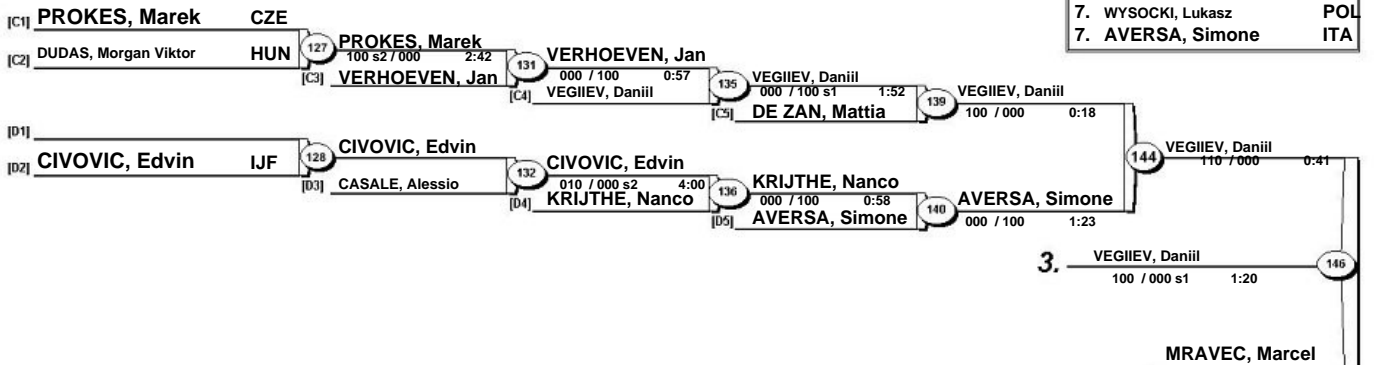 7. WYSOCKI, Lukasz POL
7. AVERSA, Simone ITA
[C1] PROKES, Marek CZE
[C2] DUDAS, Morgan Viktor HUN
127
PROKES, Marek
100 s2 / 000 2:42
[C3] VERHOEVEN, Jan
131
VERHOEVEN, Jan
000 / 100 0:57
[C4] VEGIIEV, Daniil
135
VEGIIEV, Daniil
000 / 100 s1 1:52
[C5] DE ZAN, Mattia
139
VEGIIEV, Daniil
100 / 000 0:18
[D1]
[D2] CIVOVIC, Edvin IJF
128
CIVOVIC, Edvin
[D3] CASALE, Alessio
132
CIVOVIC, Edvin
010 / 000 s2 4:00
[D4] KRIJTHE, Nanco
136
KRIJTHE, Nanco
000 / 100 0:58
[D5] AVERSA, Simone
140
AVERSA, Simone
000 / 100 1:23
144
VEGIIEV, Daniil
110 / 000 0:41
3. VEGIIEV, Daniil
100 / 000 s1 1:20
146
MRAVEC, Marcel